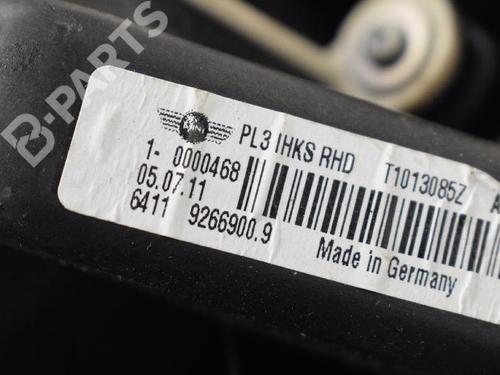 B-PARTS
PL3 IHKS RHD T1013085Z A
1- 0000468
05.07.11
6411 9266900.9
Made in Germany